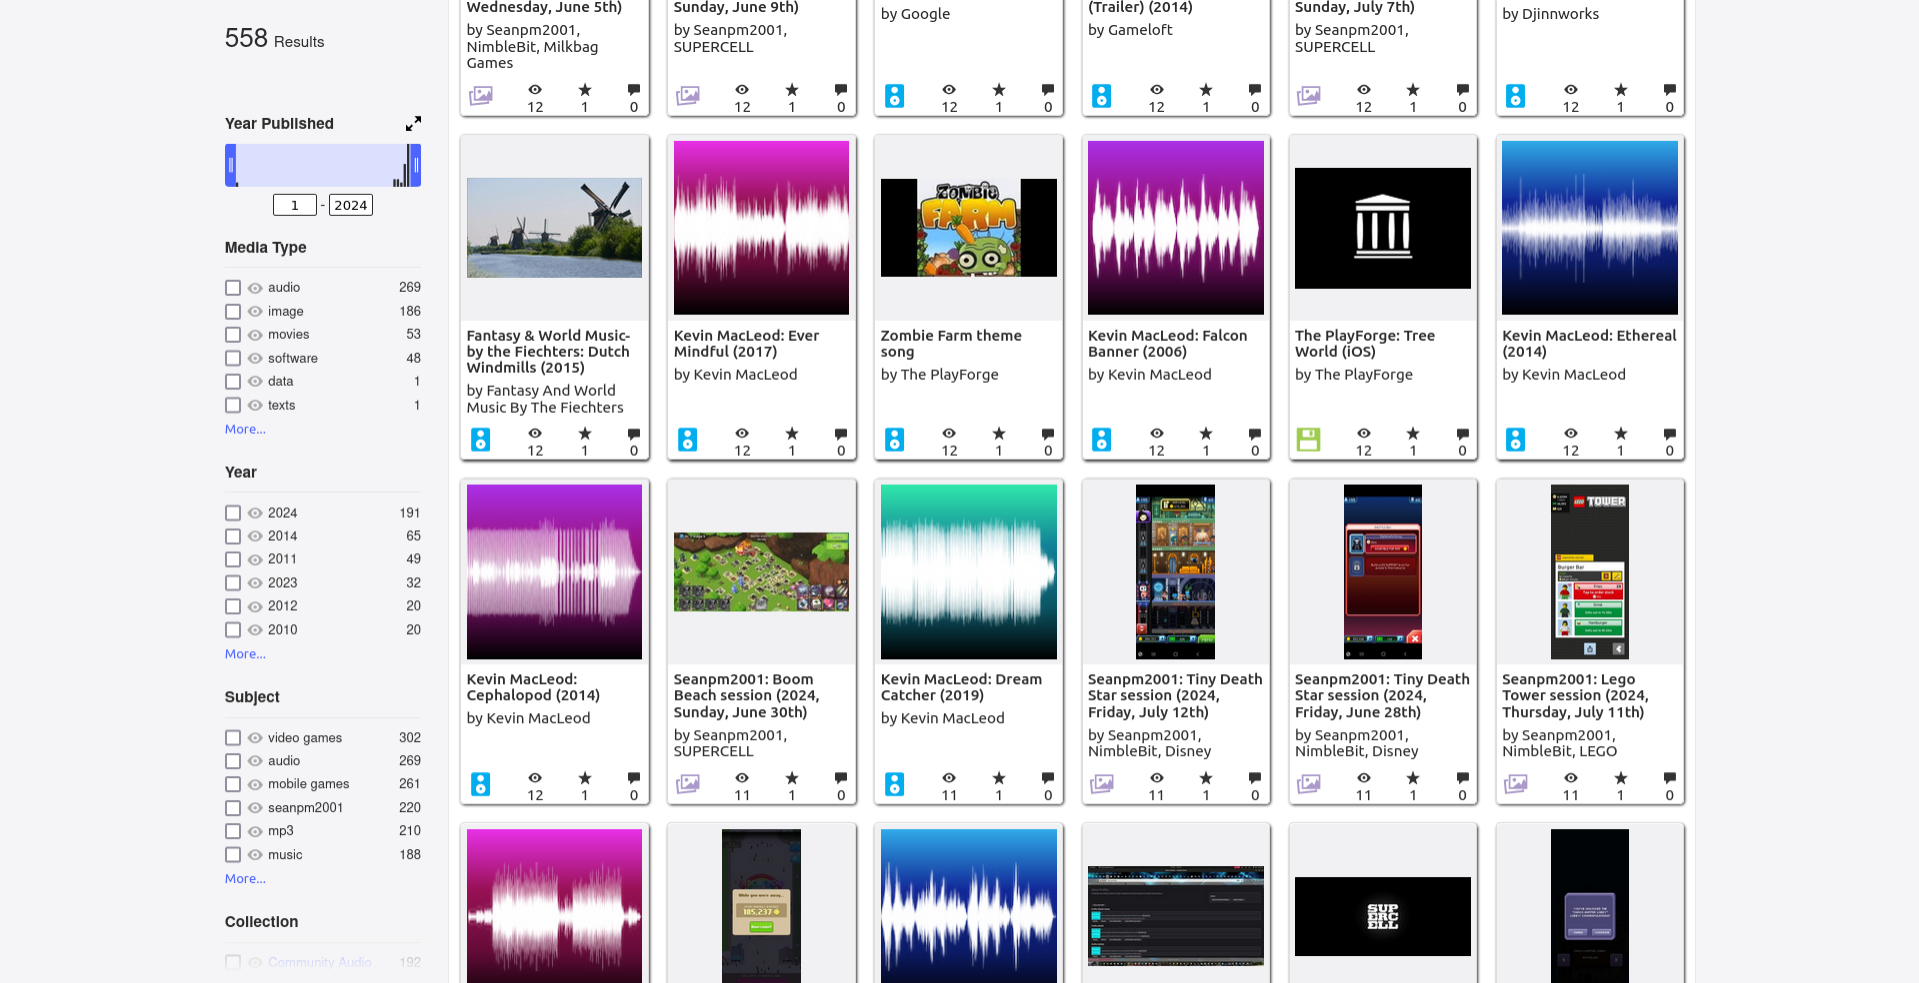 558 Results
Year Published
1 - 2024
Media Type
audio 269
image 186
movies 53
software 48
data 1
texts 1
More...
Year
2024 191
2014 65
2011 49
2023 32
2012 20
2010 20
More...
Subject
video games 302
audio 269
mobile games 261
seanpm2001 220
mp3 210
music 188
More...
Collection
Community Audio 192
Wednesday, June 5th)
by Seanpm2001,
NimbleBit, Milkbag
Games
12 1 0
Sunday, June 9th)
by Seanpm2001,
SUPERCELL
12 1 0
by Google
12 1 0
(Trailer) (2014)
by Gameloft
12 1 0
Sunday, July 7th)
by Seanpm2001,
SUPERCELL
12 1 0
by Djinnworks
12 1 0
Fantasy & World Music-
by the Fiechters: Dutch
Windmills (2015)
by Fantasy And World
Music By The Fiechters
12 1 0
Kevin MacLeod: Ever
Mindful (2017)
by Kevin MacLeod
12 1 0
ZOMBIE
FARM
Zombie Farm theme
song
by The PlayForge
12 1 0
Kevin MacLeod: Falcon
Banner (2006)
by Kevin MacLeod
12 1 0
The PlayForge: Tree
World (iOS)
by The PlayForge
12 1 0
Kevin MacLeod: Ethereal
(2014)
by Kevin MacLeod
12 1 0
Kevin MacLeod:
Cephalopod (2014)
by Kevin MacLeod
12 1 0
Seanpm2001: Boom
Beach session (2024,
Sunday, June 30th)
by Seanpm2001,
SUPERCELL
11 1 0
Kevin MacLeod: Dream
Catcher (2019)
by Kevin MacLeod
11 1 0
Seanpm2001: Tiny Death
Star session (2024,
Friday, July 12th)
by Seanpm2001,
NimbleBit, Disney
11 1 0
Seanpm2001: Tiny Death
Star session (2024,
Friday, June 28th)
by Seanpm2001,
NimbleBit, Disney
11 1 0
LEGO TOWER
Burger Bar
Seanpm2001: Lego
Tower session (2024,
Thursday, July 11th)
by Seanpm2001,
NimbleBit, LEGO
11 1 0
While you were away...
185,237
SUP
ERC
ELL